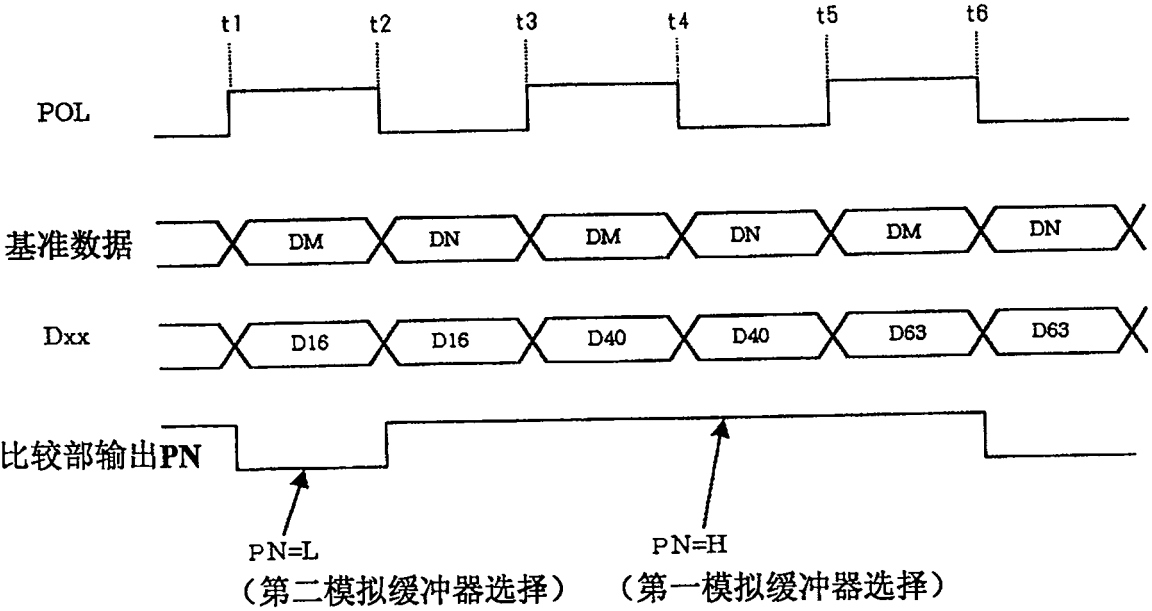 t1 t2 t3 t4 t5 t6
POL
基准数据 DM DN DM DN DM DN
Dxx D16 D16 D40 D40 D63 D63
比较部输出PN
PN=L PN=H
（第二模拟缓冲器选择） （第一模拟缓冲器选择）